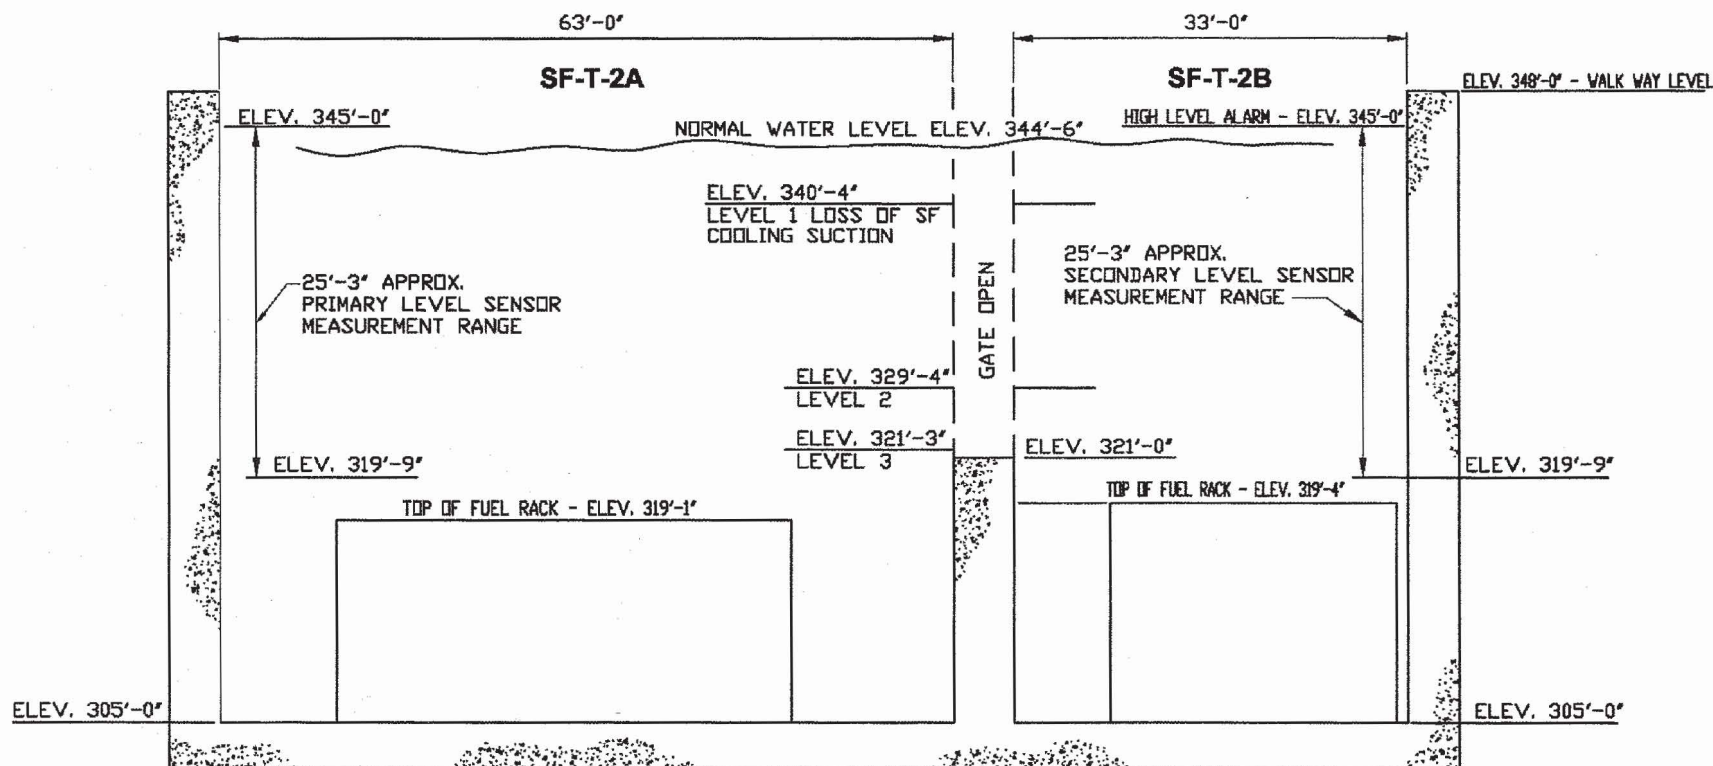 63'-0"
33'-0"
SF-T-2A
SF-T-2B
ELEV. 348'-0" - WALK WAY LEVEL
ELEV. 345'-0"
HIGH LEVEL ALARM - ELEV. 345'-0"
NORMAL WATER LEVEL ELEV. 344'-6"
ELEV. 340'-4"
LEVEL 1 LOSS OF SF
COOLING SUCTION
25'-3" APPROX.
PRIMARY LEVEL SENSOR
MEASUREMENT RANGE
GATE OPEN
25'-3" APPROX.
SECONDARY LEVEL SENSOR
MEASUREMENT RANGE
ELEV. 329'-4"
LEVEL 2
ELEV. 321'-3"
LEVEL 3
ELEV. 321'-0"
ELEV. 319'-9"
ELEV. 319'-9"
TOP OF FUEL RACK - ELEV. 319'-1"
TOP OF FUEL RACK - ELEV. 319'-4"
ELEV. 305'-0"
ELEV. 305'-0"